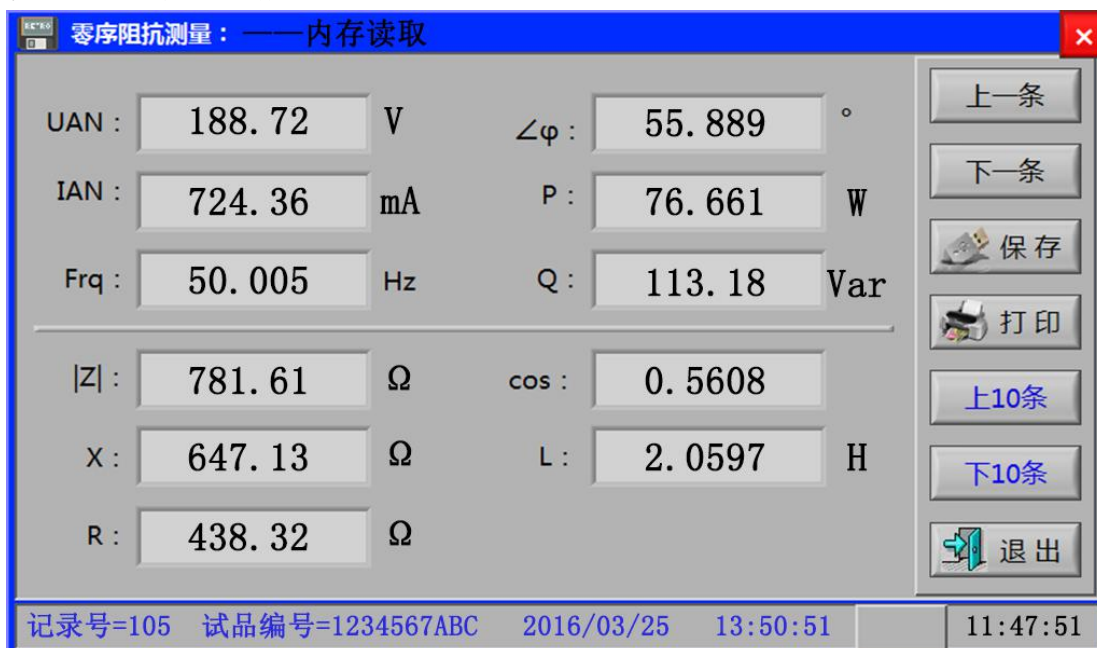 RETRO 零序阻抗测量：——内存读取
×
UAN： 188.72 V ∠φ： 55.889 °
IAN： 724.36 mA P： 76.661 W
Frq： 50.005 Hz Q： 113.18 Var
|Z|： 781.61 Ω cos： 0.5608
X： 647.13 Ω L： 2.0597 H
R： 438.32 Ω
上一条
下一条
保存
打印
上10条
下10条
退出
记录号=105 试品编号=1234567ABC 2016/03/25 13:50:51 11:47:51